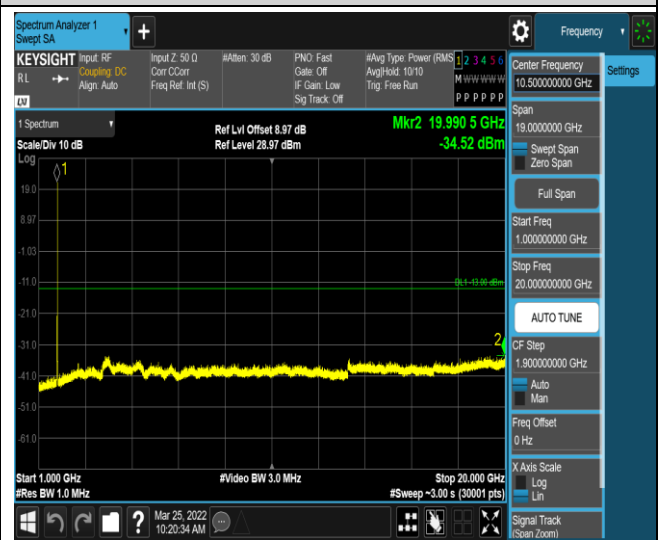 Spectrum Analyzer 1
Swept SA
+
Frequency
KEYSIGHT
Input: RF
Coupling: DC
Align: Auto
Input Z: 50 Ω
Corr CCorr
Freq Ref: Int (S)
#Atten: 30 dB
PNO: Fast
Gate: Off
IF Gain: Low
Sig Track: Off
#Avg Type: Power (RMS
Avg|Hold: 10/10
Trig: Free Run
1 2 3 4 5 6
M W W W W W
P P P P P P
RL
LXI
Center Frequency
10.500000000 GHz
Settings
Span
19.0000000 GHz
Swept Span
Zero Span
Full Span
Start Freq
1.000000000 GHz
Stop Freq
20.000000000 GHz
AUTO TUNE
CF Step
1.900000000 GHz
Auto
Man
Freq Offset
0 Hz
X Axis Scale
Log
Lin
Signal Track
(Span Zoom)
1 Spectrum
Scale/Div 10 dB
Log
Ref Lvl Offset 8.97 dB
Ref Level 28.97 dBm
Mkr2 19.990 5 GHz
-34.52 dBm
1
19.0
8.97
-1.03
-11.0
DL1 -13.00 dBm
-21.0
2
-31.0
-41.0
-51.0
-61.0
Start 1.000 GHz
#Video BW 3.0 MHz
Stop 20.000 GHz
#Res BW 1.0 MHz
#Sweep ~3.00 s (30001 pts)
?
Mar 25, 2022
10:20:34 AM